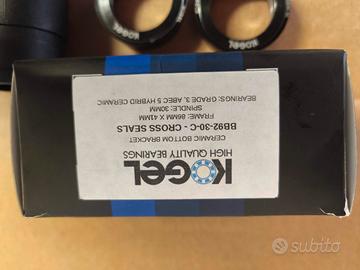 KOGEL
KOGEL
KOGEL
HIGH QUALITY BEARINGS
CERAMIC BOTTOM BRACKET
BB92-30-C - CROSS SEALS
FRAME: 86MM X 41MM
SPINDLE: 30MM
BEARINGS: GRADE 3, ABEC 5 HYBRID CERAMIC
subito